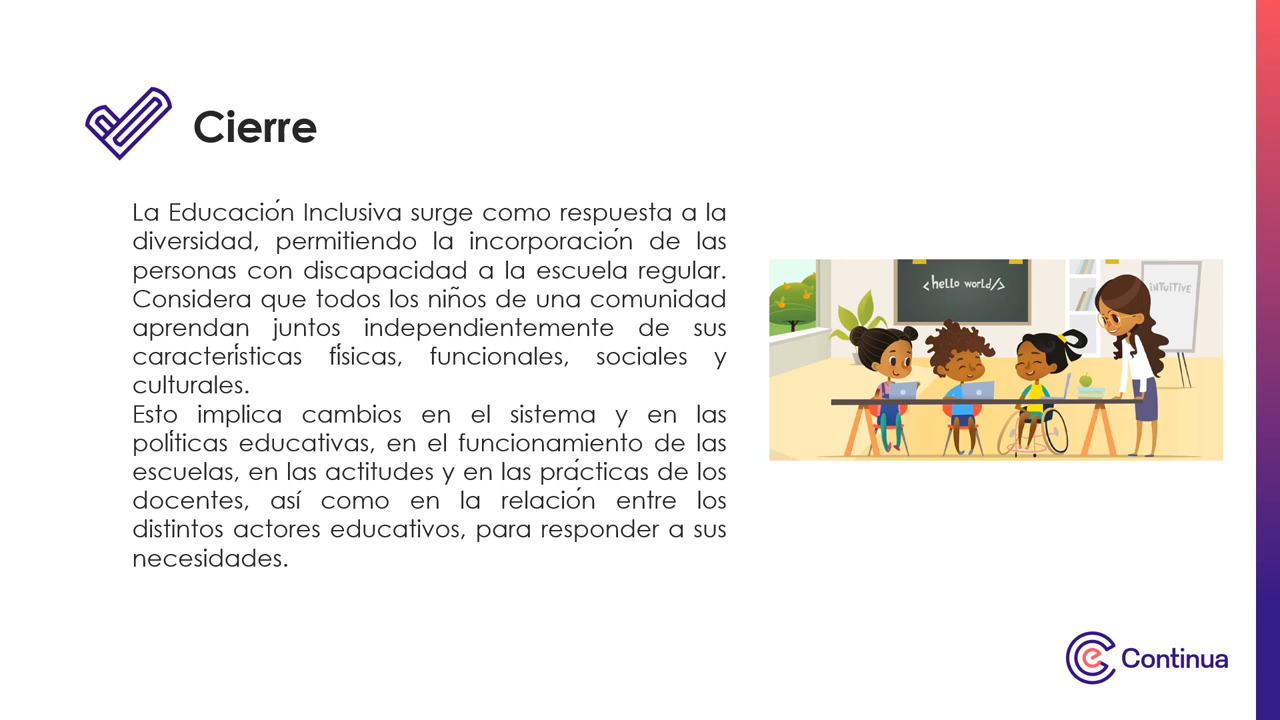 Cierre
La Educación Inclusiva surge como respuesta a la
diversidad, permitiendo la incorporación de las
personas con discapacidad a la escuela regular.
Considera que todos los niños de una comunidad
aprendan juntos independientemente de sus
características físicas, funcionales, sociales y
culturales.
Esto implica cambios en el sistema y en las
políticas educativas, en el funcionamiento de las
escuelas, en las actitudes y en las prácticas de los
docentes, así como en la relación entre los
distintos actores educativos, para responder a sus
necesidades.
<hello world/>
iNTUiTIVE
e Continua